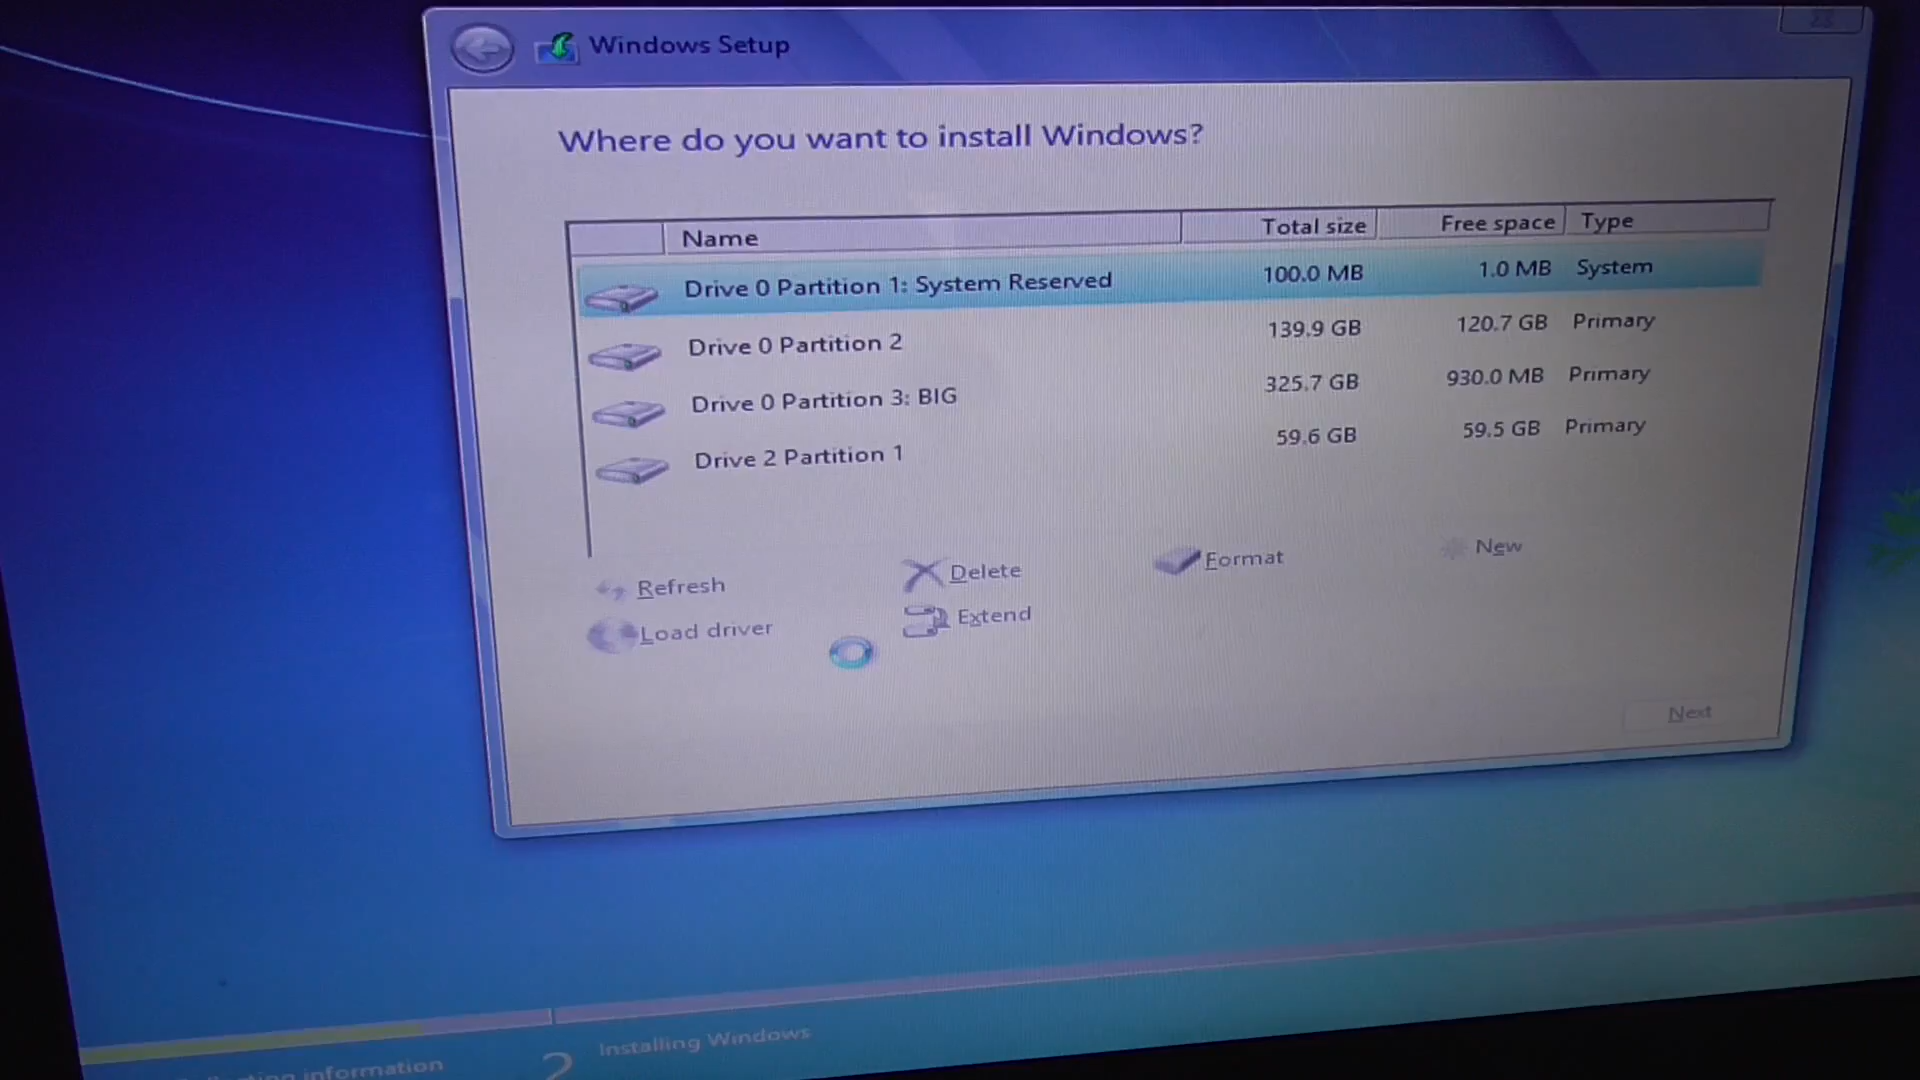 Windows Setup
Where do you want to install Windows?
Name Total size Free space Type
Drive 0 Partition 1: System Reserved 100.0 MB 1.0 MB System
Drive 0 Partition 2 139.9 GB 120.7 GB Primary
Drive 0 Partition 3: BIG 325.7 GB 930.0 MB Primary
Drive 2 Partition 1 59.6 GB 59.5 GB Primary
Refresh Delete Format New
Load driver Extend
Next
information 2 Installing Windows